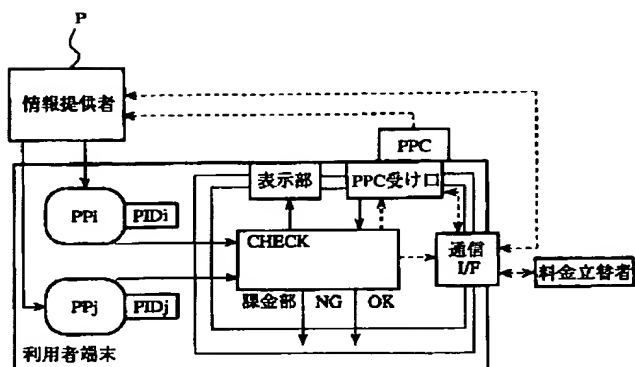 P
情報提供者
PPC
表示部
PPC受け口
PPi
PIDi
CHECK
通信
I/F
料金立替者
PPj
PIDj
課金部
NG
OK
利用者端末